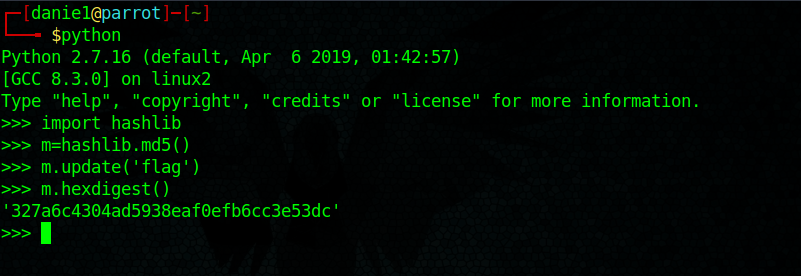 ┌─[danie1@parrot]─[~]
└──╼ $python
Python 2.7.16 (default, Apr  6 2019, 01:42:57)
[GCC 8.3.0] on linux2
Type "help", "copyright", "credits" or "license" for more information.
>>> import hashlib
>>> m=hashlib.md5()
>>> m.update('flag')
>>> m.hexdigest()
'327a6c4304ad5938eaf0efb6cc3e53dc'
>>>